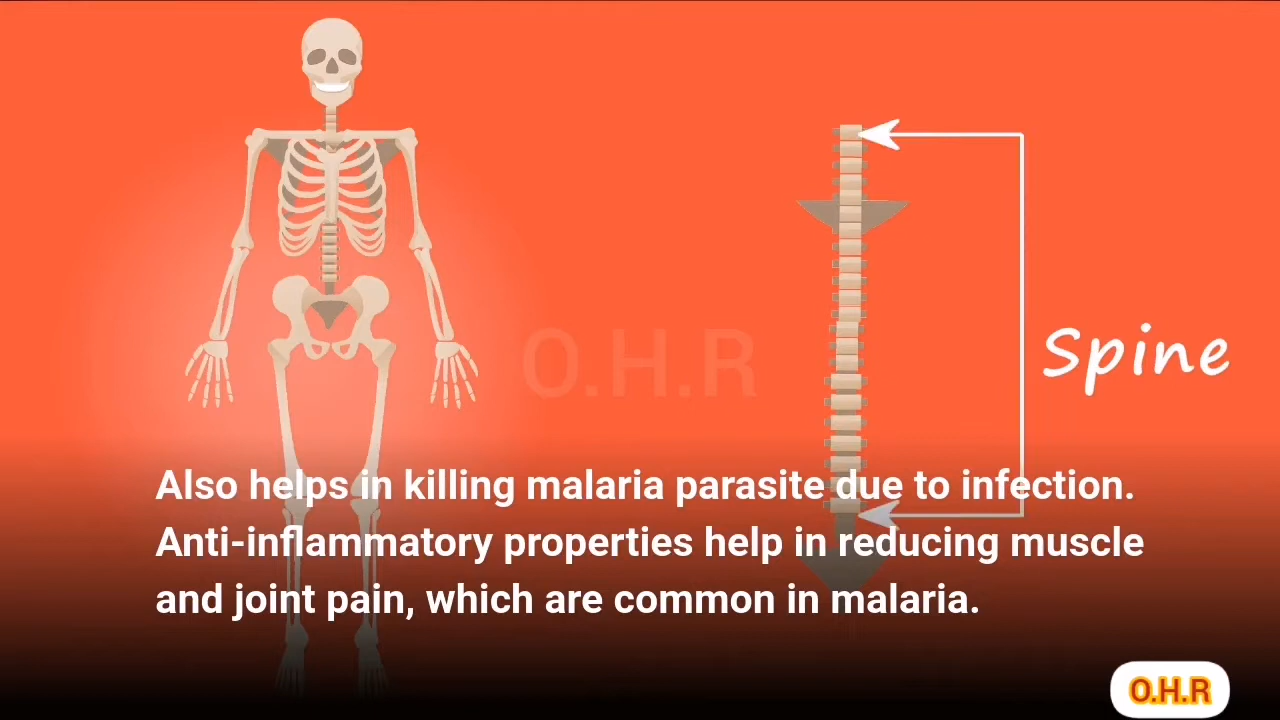 O.H.R
Spine
Also helps in killing malaria parasite due to infection.
Anti-inflammatory properties help in reducing muscle
and joint pain, which are common in malaria.
O.H.R